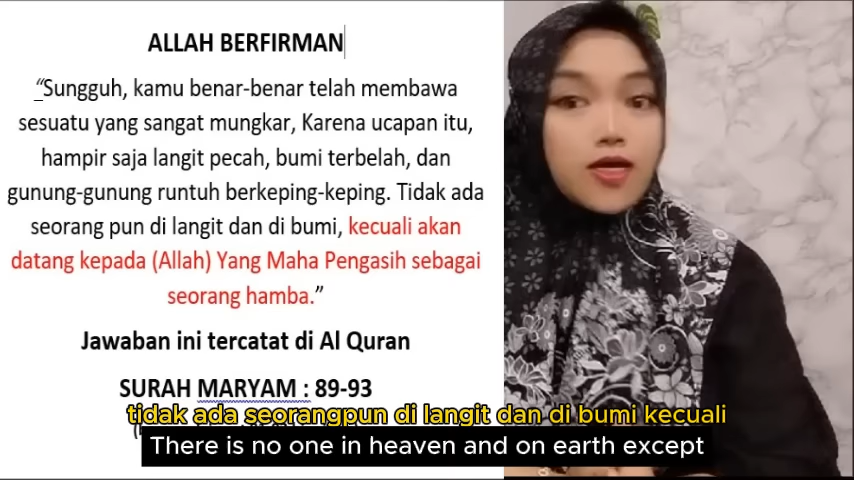 ALLAH BERFIRMAN
“Sungguh, kamu benar-benar telah membawa
sesuatu yang sangat mungkar, Karena ucapan itu,
hampir saja langit pecah, bumi terbelah, dan
gunung-gunung runtuh berkeping-keping. Tidak ada
seorang pun di langit dan di bumi, kecuali akan
datang kepada (Allah) Yang Maha Pengasih sebagai
seorang hamba.”
Jawaban ini tercatat di Al Quran
SURAH MARYAM : 89-93
tidak ada seorangpun di langit dan di bumi kecuali
There is no one in heaven and on earth except